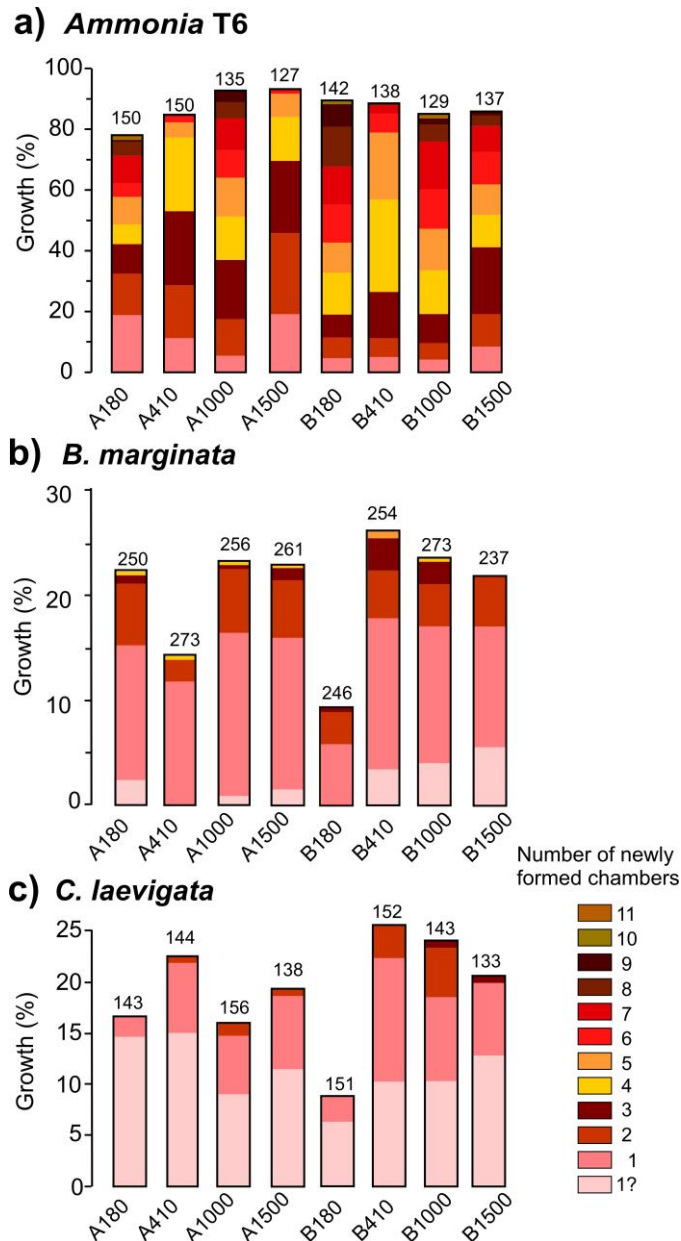 a) Ammonia T6
Growth (%)
100
80
60
40
20
0
150 150 135 127 142 138 129 137
A180 A410 A1000 A1500 B180 B410 B1000 B1500
b) B. marginata
Growth (%)
30
20
10
0
250 273 256 261 246 254 273 237
A180 A410 A1000 A1500 B180 B410 B1000 B1500
c) C. laevigata
Growth (%)
25
20
15
10
5
0
143 144 156 138 151 152 143 133
A180 A410 A1000 A1500 B180 B410 B1000 B1500
Number of newly
formed chambers
11
10
9
8
7
6
5
4
3
2
1
1?